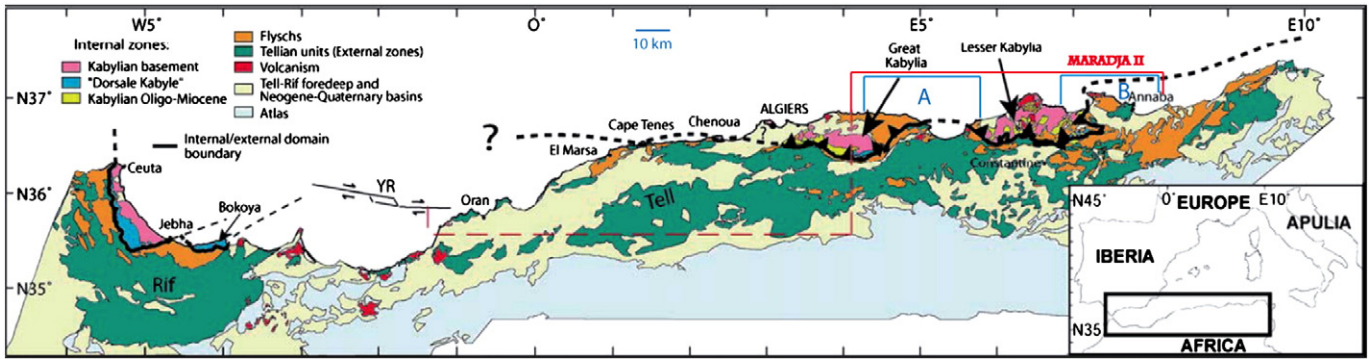 W5°
O°
E5°
E10°
N37
N36
N35
Internal zones:
Kabylian basement
"Dorsale Kabyle"
Kabylian Oligo-Miocene
Flyschs
Tellian units (External zones)
Volcanism
Tell-Rif foredeep and
Neogene-Quaternary basins
Atlas
Internal/external domain
boundary
10 km
Great
Kabylia
Lesser Kabylia
MARADJA II
A
B
Annaba
ALGIERS
Chenoua
Cape Tenes
El Marsa
?
?
Ceuta
Jebha
Bokoya
YR
Oran
Constantine
Tell
Rif
N45°
0°
EUROPE
E10°
APULIA
IBERIA
N35
AFRICA